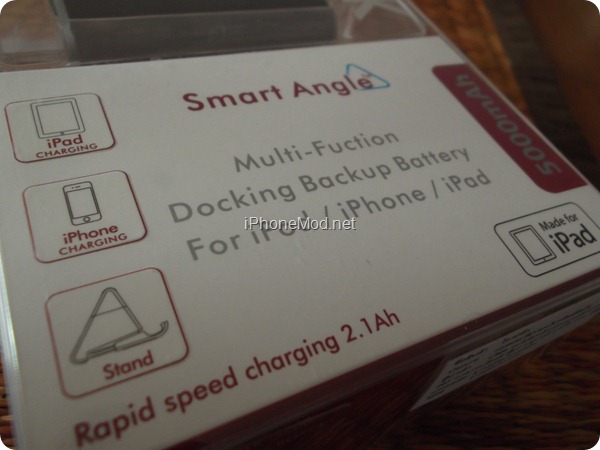 Smart Angle
5000mAh
iPad
CHARGING
Multi-Fuction
Docking Backup Battery
For iPod / iPhone / iPad
iPhoneMod.net
iPhone
CHARGING
Made for
iPad
Stand
Rapid speed charging 2.1Ah